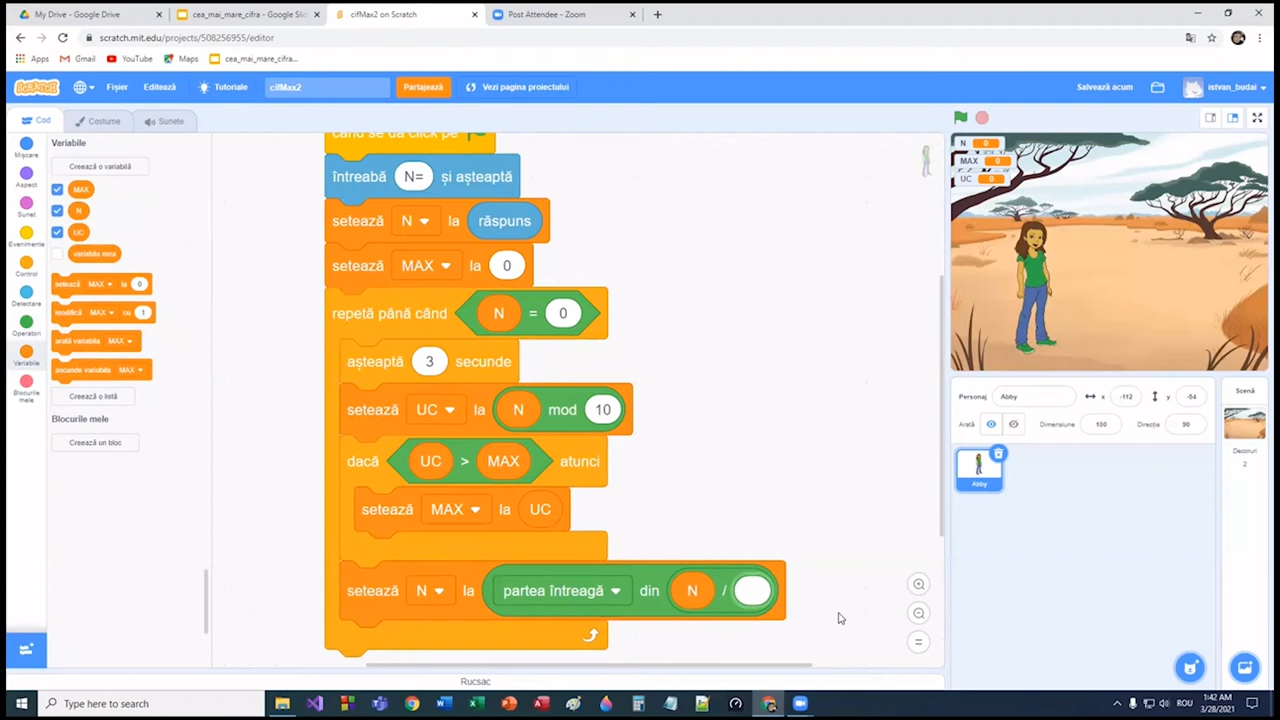 My Drive - Google Drive
cea_mai_mare_cifra - Google Sli
cifMax2 on Scratch
Post Attendee - Zoom
scratch.mit.edu/projects/508256955/editor
Apps
Gmail
YouTube
Maps
cea_mai_mare_cifra...
SCRATCH
Fișier
Editează
Tutoriale
cifMax2
Partajează
Vezi pagina proiectului
Salvează acum
istvan_budai
Cod
Costume
Sunete
Mișcare
Aspect
Sunet
Evenimente
Control
Detectare
Operatori
Variabile
Blocurile mele
Variabile
Creează o variabilă
MAX
N
UC
variabila mea
setează MAX la 0
modifică MAX cu 1
arată variabila MAX
ascunde variabila MAX
Creează o listă
Blocurile mele
Creează un bloc
când se dă click pe
întreabă N= și așteaptă
setează N la răspuns
setează MAX la 0
repetă până când N = 0
așteaptă 3 secunde
setează UC la N mod 10
dacă UC > MAX atunci
setează MAX la UC
setează N la partea întreagă din N /
Rucsac
N 0
MAX 0
UC 0
Personaj Abby x -112 y -54
Arată Dimensiune 100 Direcția 90
Abby
Scenă
Decoruri
2
Type here to search
ROU
1:42 AM
3/28/2021